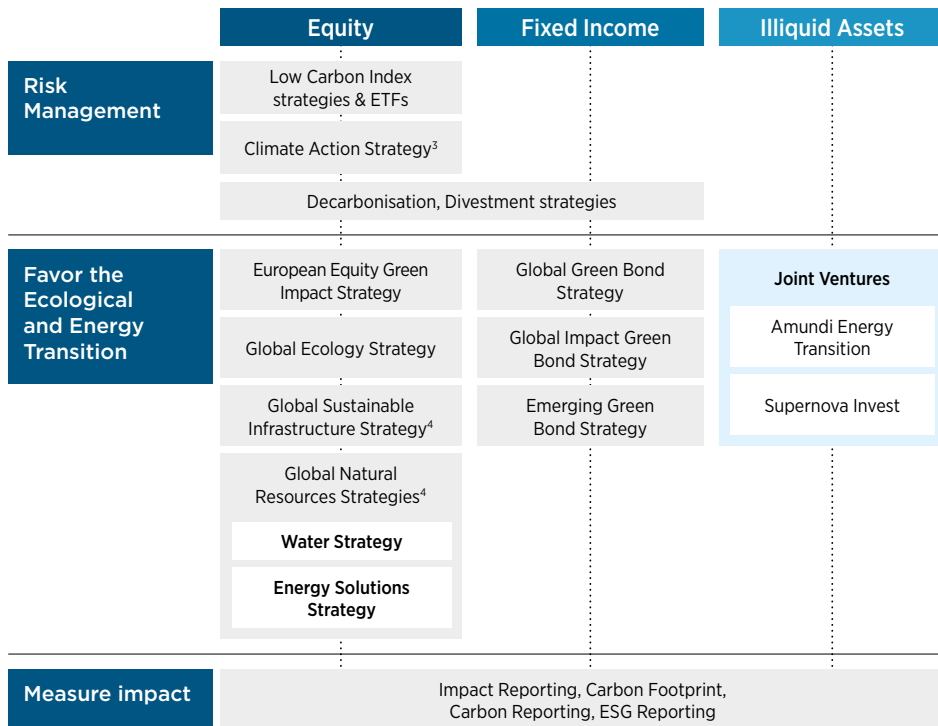 Equity
Fixed Income
Illiquid Assets
Risk
Management
Low Carbon Index
strategies & ETFs
Climate Action Strategy³
Decarbonisation, Divestment strategies
Favor the
Ecological
and Energy
Transition
European Equity Green
Impact Strategy
Global Ecology Strategy
Global Sustainable
Infrastructure Strategy⁴
Global Natural
Resources Strategies⁴
Water Strategy
Energy Solutions
Strategy
Global Green Bond
Strategy
Global Impact Green
Bond Strategy
Emerging Green
Bond Strategy
Joint Ventures
Amundi Energy
Transition
Supernova Invest
Measure impact
Impact Reporting, Carbon Footprint,
Carbon Reporting, ESG Reporting